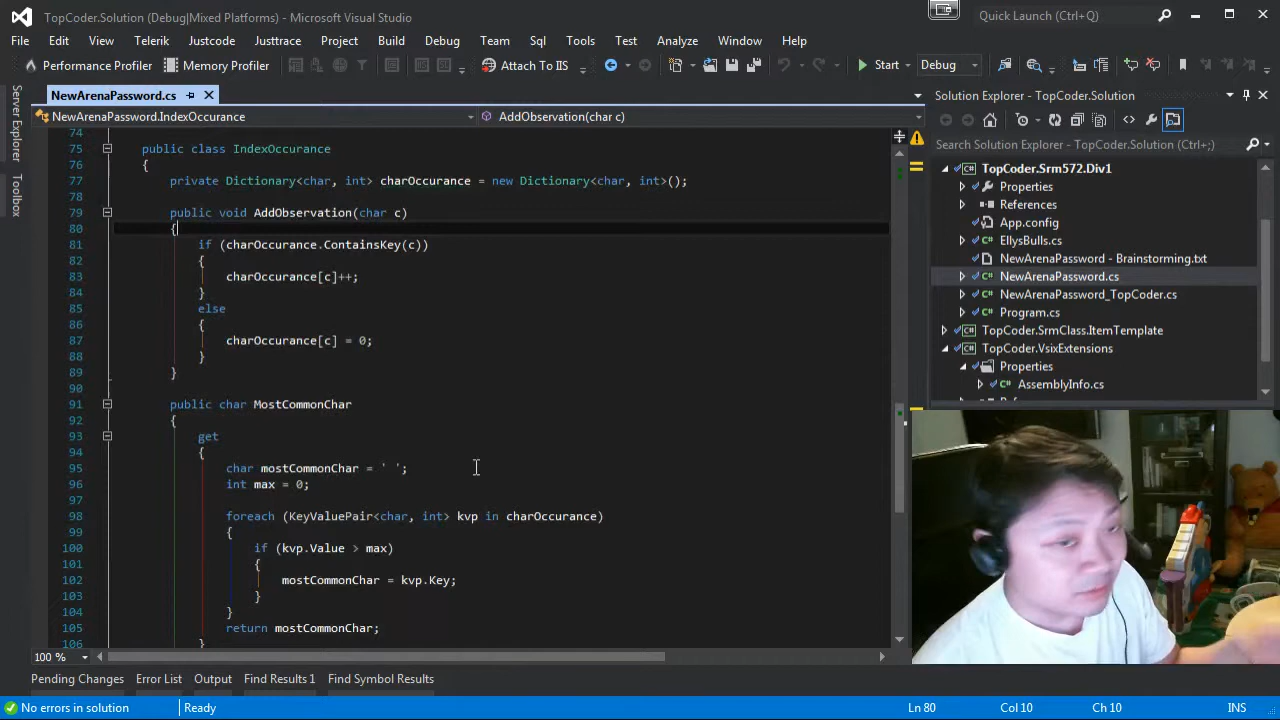 TopCoder.Solution (Debug|Mixed Platforms) - Microsoft Visual Studio
Quick Launch (Ctrl+Q)
File Edit View Telerik Justcode Justtrace Project Build Debug Team Sql Tools Test Analyze Window Help
Performance Profiler Memory Profiler Attach To IIS Start Debug
Server Explorer
Toolbox
NewArenaPassword.cs
NewArenaPassword.IndexOccurance AddObservation(char c)
74
75 public class IndexOccurance
76 {
77 private Dictionary<char, int> charOccurance = new Dictionary<char, int>();
78
79 public void AddObservation(char c)
80 {
81 if (charOccurance.ContainsKey(c))
82 {
83 charOccurance[c]++;
84 }
85 else
86 {
87 charOccurance[c] = 0;
88 }
89 }
90
91 public char MostCommonChar
92 {
93 get
94 {
95 char mostCommonChar = ' ';
96 int max = 0;
97
98 foreach (KeyValuePair<char, int> kvp in charOccurance)
99 {
100 if (kvp.Value > max)
101 {
102 mostCommonChar = kvp.Key;
103 }
104 }
105 return mostCommonChar;
106 }
100 %
Solution Explorer - TopCoder.Solution
Search Solution Explorer - TopCoder.Solution (Ctrl+;)
TopCoder.Srm572.Div1
Properties
References
App.config
EllysBulls.cs
NewArenaPassword - Brainstorming.txt
NewArenaPassword.cs
NewArenaPassword_TopCoder.cs
Program.cs
TopCoder.SrmClass.ItemTemplate
TopCoder.VsixExtensions
Properties
AssemblyInfo.cs
Pending Changes Error List Output Find Results 1 Find Symbol Results
No errors in solution Ready Ln 80 Col 10 Ch 10 INS